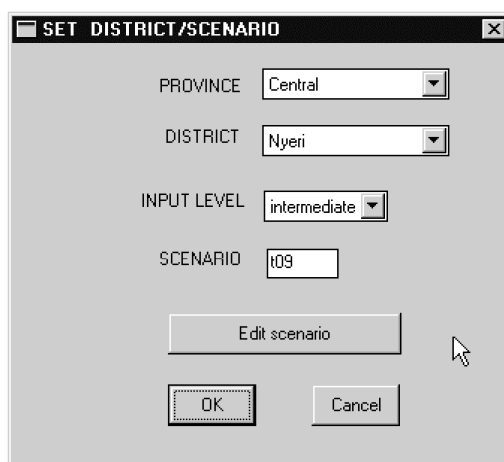 SET DISTRICT/SCENARIO
PROVINCE Central
DISTRICT Nyeri
INPUT LEVEL intermediate
SCENARIO t09
Edit scenario
OK Cancel